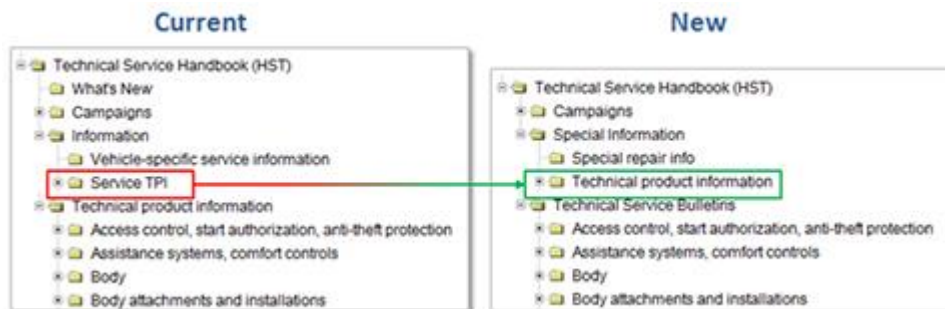 Current
Technical Service Handbook (HST)
What's New
Campaigns
Information
Vehicle-specific service information
Service TPI
Technical product information
Access control, start authorization, anti-theft protection
Assistance systems, comfort controls
Body
Body attachments and installations
New
Technical Service Handbook (HST)
Campaigns
Special Information
Special repair info
Technical product information
Technical Service Bulletins
Access control, start authorization, anti-theft protection
Assistance systems, comfort controls
Body
Body attachments and installations